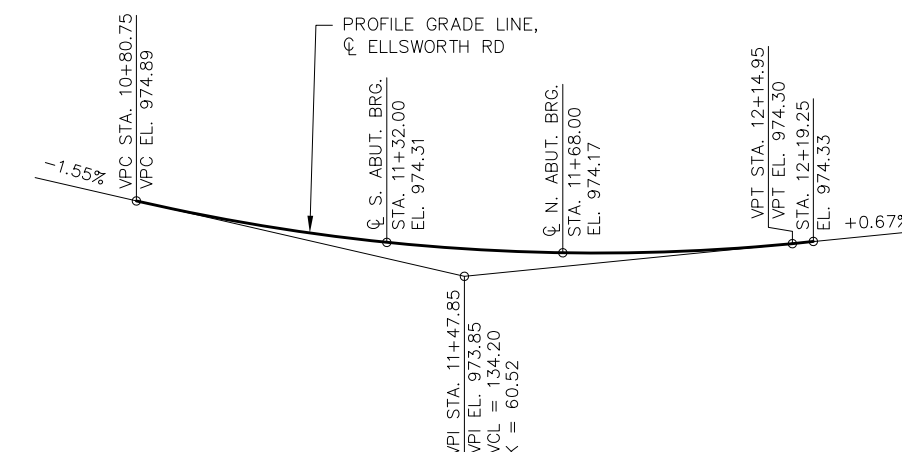 PROFILE GRADE LINE,
℄ ELLSWORTH RD
-1.55%
VPC STA. 10+80.75
VPC EL. 974.89
℄ S. ABUT. BRG.
STA. 11+32.00
EL. 974.31
℄ N. ABUT. BRG.
STA. 11+68.00
EL. 974.17
VPT STA. 12+14.95
VPT EL. 974.30
STA. 12+19.25
EL. 974.33
+0.67%
VPI STA. 11+47.85
VPI EL. 973.85
VCL = 134.20
K = 60.52